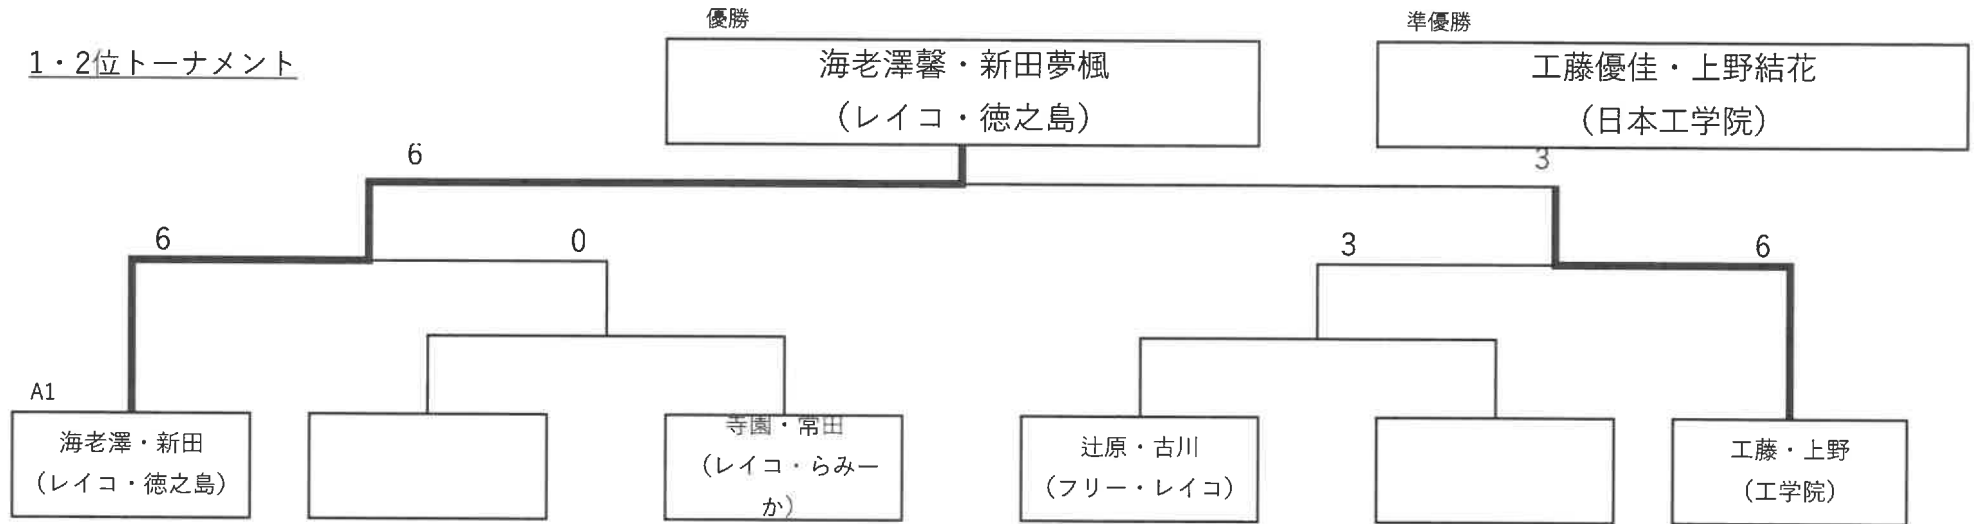 優勝
準優勝
1・2位トーナメント
海老澤馨・新田夢楓
（レイコ・徳之島）
工藤優佳・上野結花
（日本工学院）
6
3
6
0
3
6
A1
海老澤・新田
（レイコ・徳之島）
寺園・常田
（レイコ・らみー
か）
辻原・古川
（フリー・レイコ）
工藤・上野
（工学院）